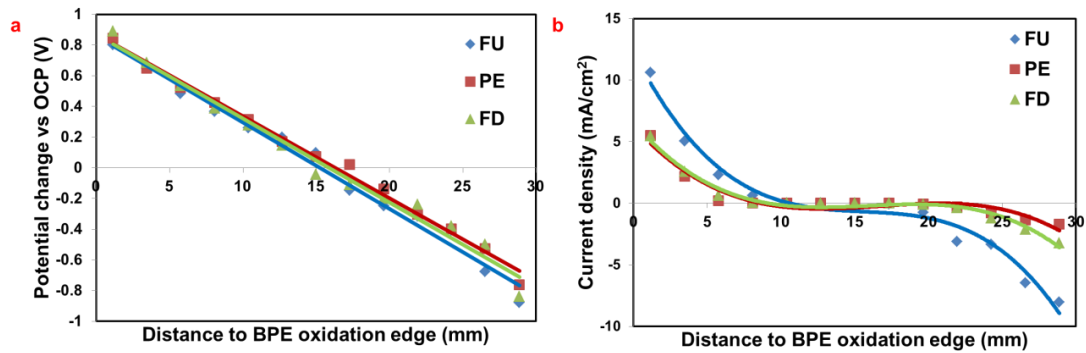 a
Potential change vs OCP (V)
1
0.8
0.6
0.4
0.2
0
-0.2
-0.4
-0.6
-0.8
-1
0 5 10 15 20 25 30
FU
PE
FD
Distance to BPE oxidation edge (mm)
b
Current density (mA/cm²)
15
10
5
0
-5
-10
0 5 10 15 20 25 30
FU
PE
FD
Distance to BPE oxidation edge (mm)